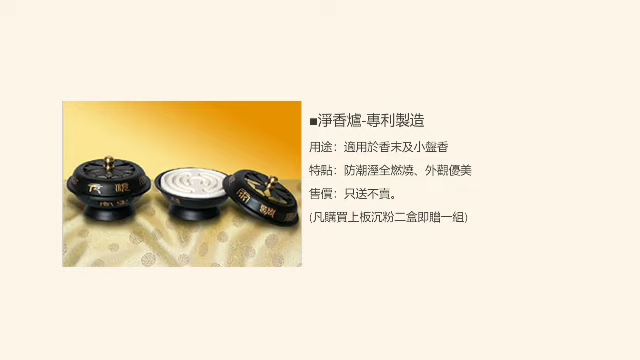 ■淨香爐-專利製造
用途：適用於香末及小盤香
特點：防潮溼全燃燒、外觀優美
售價：只送不賣。
(凡購買上板沉粉二盒即贈一組)